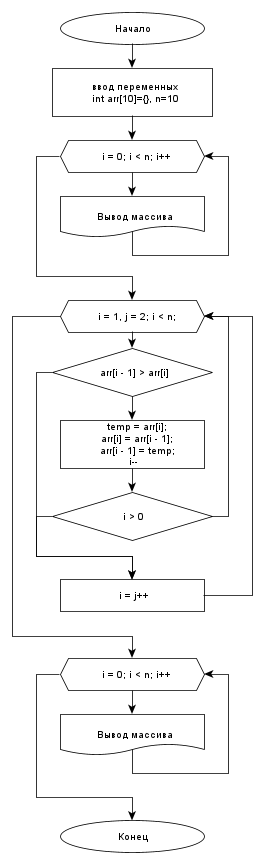 Начало
ввод переменных
int arr[10]={}, n=10
i = 0; i < n; i++
Вывод массива
i = 1, j = 2; i < n;
arr[i - 1] > arr[i]
temp = arr[i];
arr[i] = arr[i - 1];
arr[i - 1] = temp;
i--
i > 0
i = j++
i = 0; i < n; i++
Вывод массива
Конец